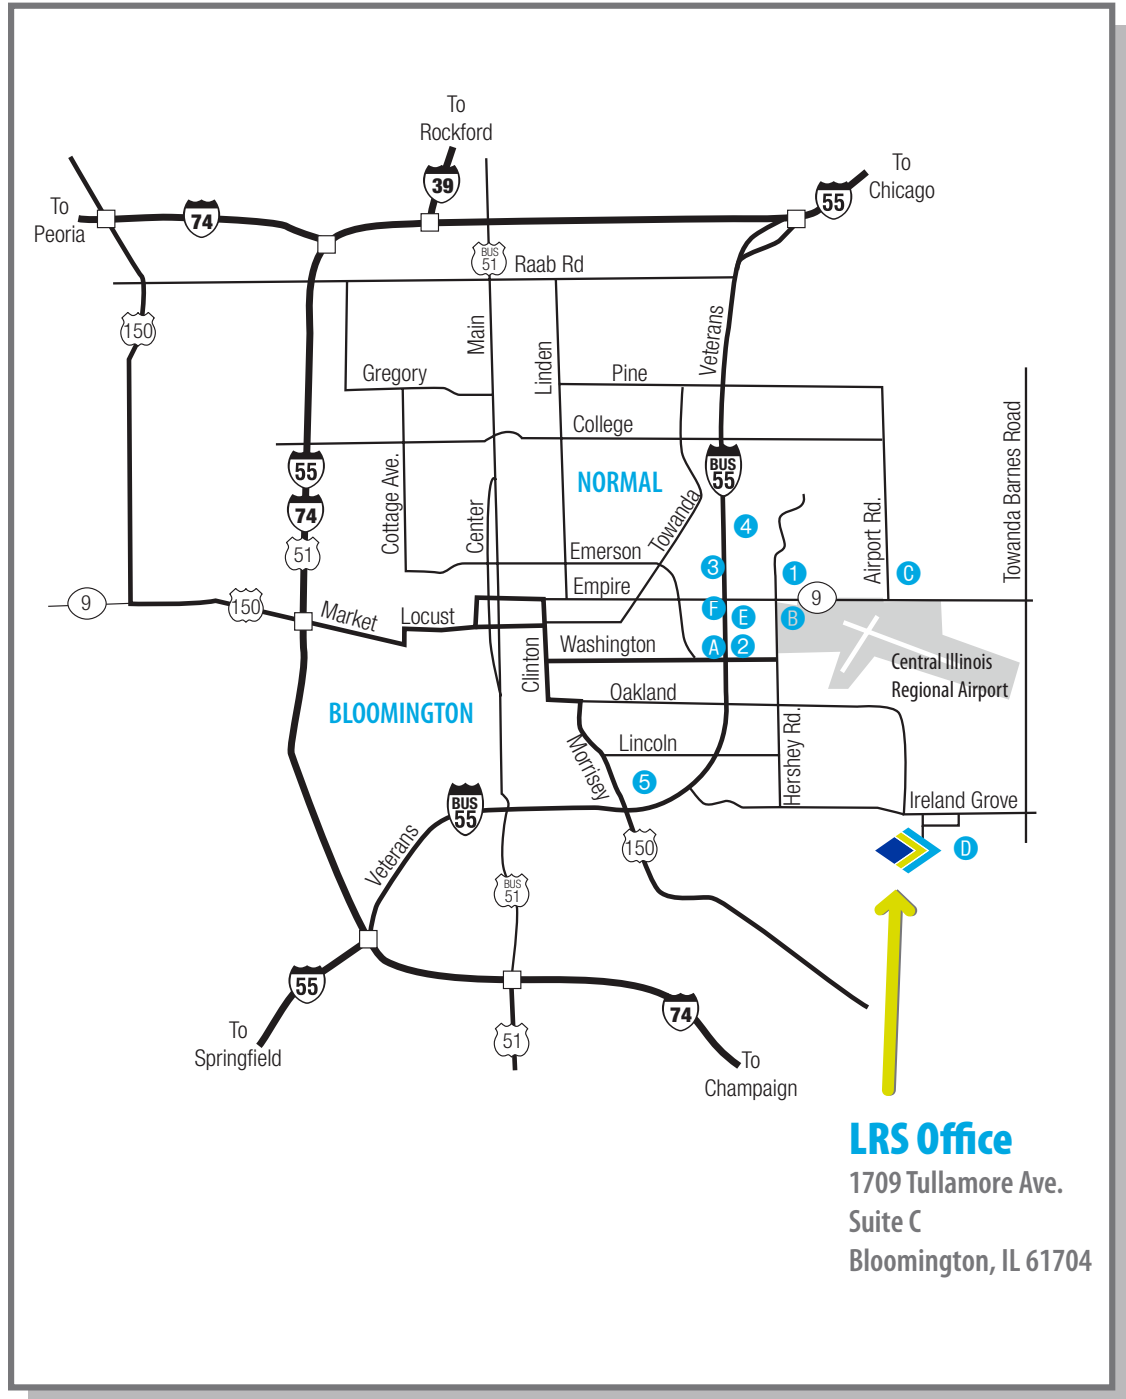 To
Rockford
39
To
Chicago
55
To
Peoria
74
BUS
51
Raab Rd
150
Main
Linden
Veterans
Gregory
Pine
College
Towanda Barnes Road
55
BUS
55
NORMAL
74
Cottage Ave.
Center
Towanda
Airport Rd.
4
51
Emerson
3
1
C
Empire
9
9
150
Market
Locust
F
E
B
Clinton
Washington
A
2
Central Illinois
Regional Airport
Oakland
BLOOMINGTON
Morrisey
Lincoln
Hershey Rd.
5
BUS
55
Ireland Grove
Veterans
150
D
BUS
51
55
74
To
Springfield
51
To
Champaign
LRS Office
1709 Tullamore Ave.
Suite C
Bloomington, IL 61704